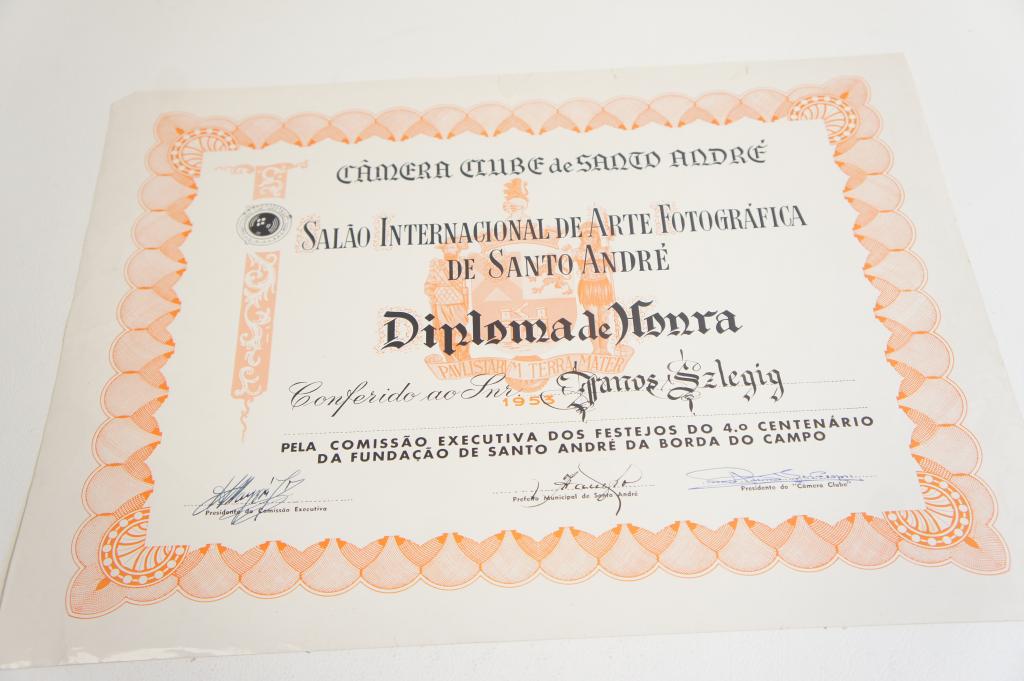 CÂMERA CLUBE de SANTO ANDRÉ
SALÃO INTERNACIONAL DE ARTE FOTOGRÁFICA
DE SANTO ANDRÉ
Diploma de Honra
PAVLISTARVM TERRA MATER
Conferido ao Snr. Janos Szlegig
1953
PELA COMISSÃO EXECUTIVA DOS FESTEJOS DO 4.o CENTENÁRIO
DA FUNDAÇÃO DE SANTO ANDRÉ DA BORDA DO CAMPO
Presidente da Comissão Executiva
Prefeito Municipal de Santo André
Presidente do "Câmera Clube"